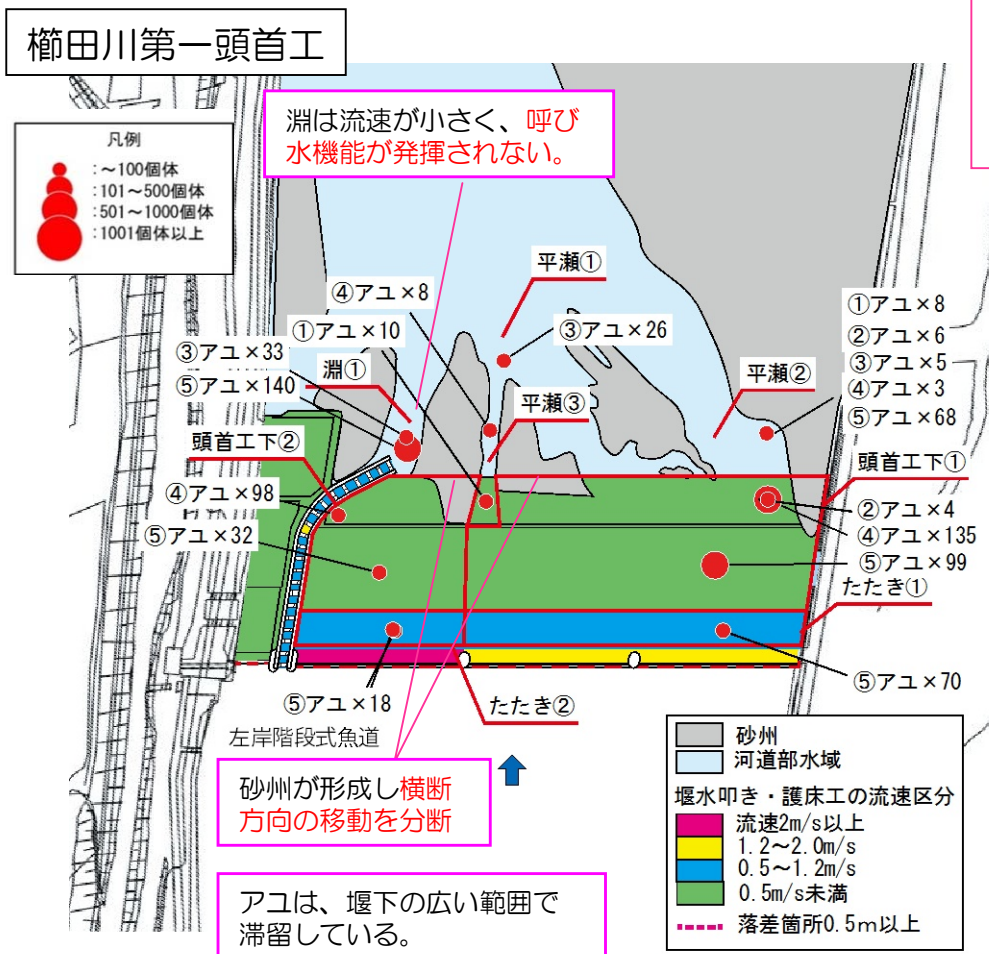 櫛田川第一頭首工
凡例
：～100個体
：101～500個体
：501～1000個体
：1001個体以上
淵は流速が小さく、呼び
水機能が発揮されない。
平瀬①
④アユ×8
①アユ×10
③アユ×26
③アユ×33
淵①
⑤アユ×140
平瀬③
平瀬②
①アユ×8
②アユ×6
③アユ×5
④アユ×3
⑤アユ×68
頭首工下②
頭首工下①
④アユ×98
②アユ×4
④アユ×135
⑤アユ×32
⑤アユ×99
たたき①
⑤アユ×18
たたき②
⑤アユ×70
左岸階段式魚道
砂州が形成し横断
方向の移動を分断
アユは、堰下の広い範囲で
滞留している。
砂州
河道部水域
堰水叩き・護床工の流速区分
流速2m/s以上
1.2～2.0m/s
0.5～1.2m/s
0.5m/s未満
落差箇所0.5m以上